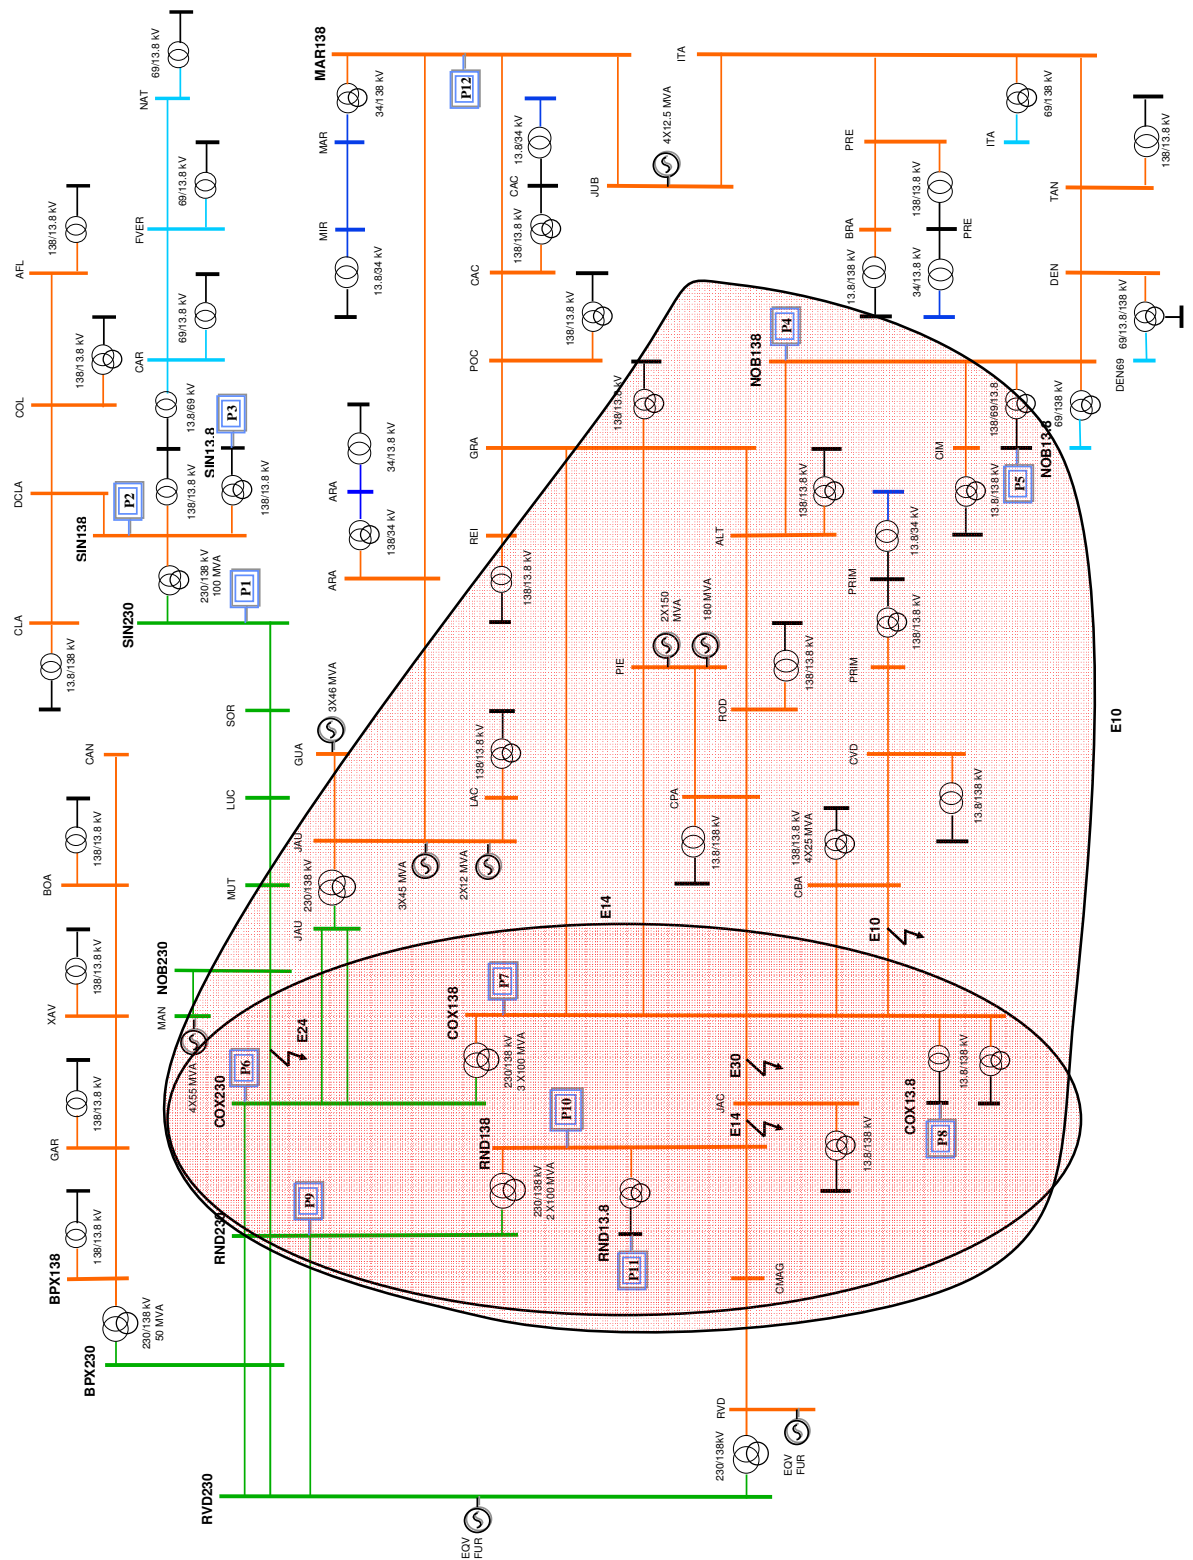 CLA
DCLA
COL
AFL
13.8/138 kV
138/13.8 kV
138/13.8 kV
BPX138
GAR
XAV
BOA
CAN
138/13.8 kV
138/13.8 kV
138/13.8 kV
138/13.8 kV
BPX230
230/138 kV
50 MVA
SIN138
P2
CAR
FVER
NAT
13.8/69 kV
69/13.8 kV
69/13.8 kV
69/13.8 kV
SIN230
230/138 kV
100 MVA
138/13.8 kV
SIN13.8
P3
138/13.8 kV
P1
MAN
NOB230
4X55 MVA
MUT
LUC
SOR
RVD230
RND230
COX230
P6
P9
E24
JAU
230/138 kV
JAU
GUA
3X46 MVA
ARA
138/34 kV
ARA
34/13.8 kV
MIR
13.8/34 kV
MAR
MAR138
34/138 kV
EQV
FUR
3X45 MVA
2X12 MVA
LAC
138/13.8 kV
P12
RND138
230/138 kV
2 X100 MVA
P10
COX138
P7
230/138 kV
3 X100 MVA
REI
138/13.8 kV
GRA
POC
138/13.8 kV
CAC
138/13.8 kV
CAC
13.8/34 kV
RND13.8
P11
E14
PIE
2X150
MVA
180 MVA
138/13.8 kV
JUB
4X12.5 MVA
ITA
CPA
13.8/138 kV
RVD
230/138kV
EQV
FUR
CMAG
JAC
E14
E30
13.8/138 kV
ROD
138/13.8 kV
ALT
138/13.8 kV
NOB138
P4
CBA
138/13.8 kV
4X25 MVA
E10
PRIM
138/13.8 kV
PRIM
13.8/34 kV
BRA
13.8/138 kV
PRE
138/13.8 kV
PRE
34/13.8 kV
COX13.8
P8
13.8/138 kV
CVD
13.8/138 kV
CIM
13.8/138 kV
138/69/13.8
P5
NOB13.8
69/138 kV
ITA
69/138 kV
DEN
TAN
138/13.8 kV
DEN69
69/13.8/138 kV
E10